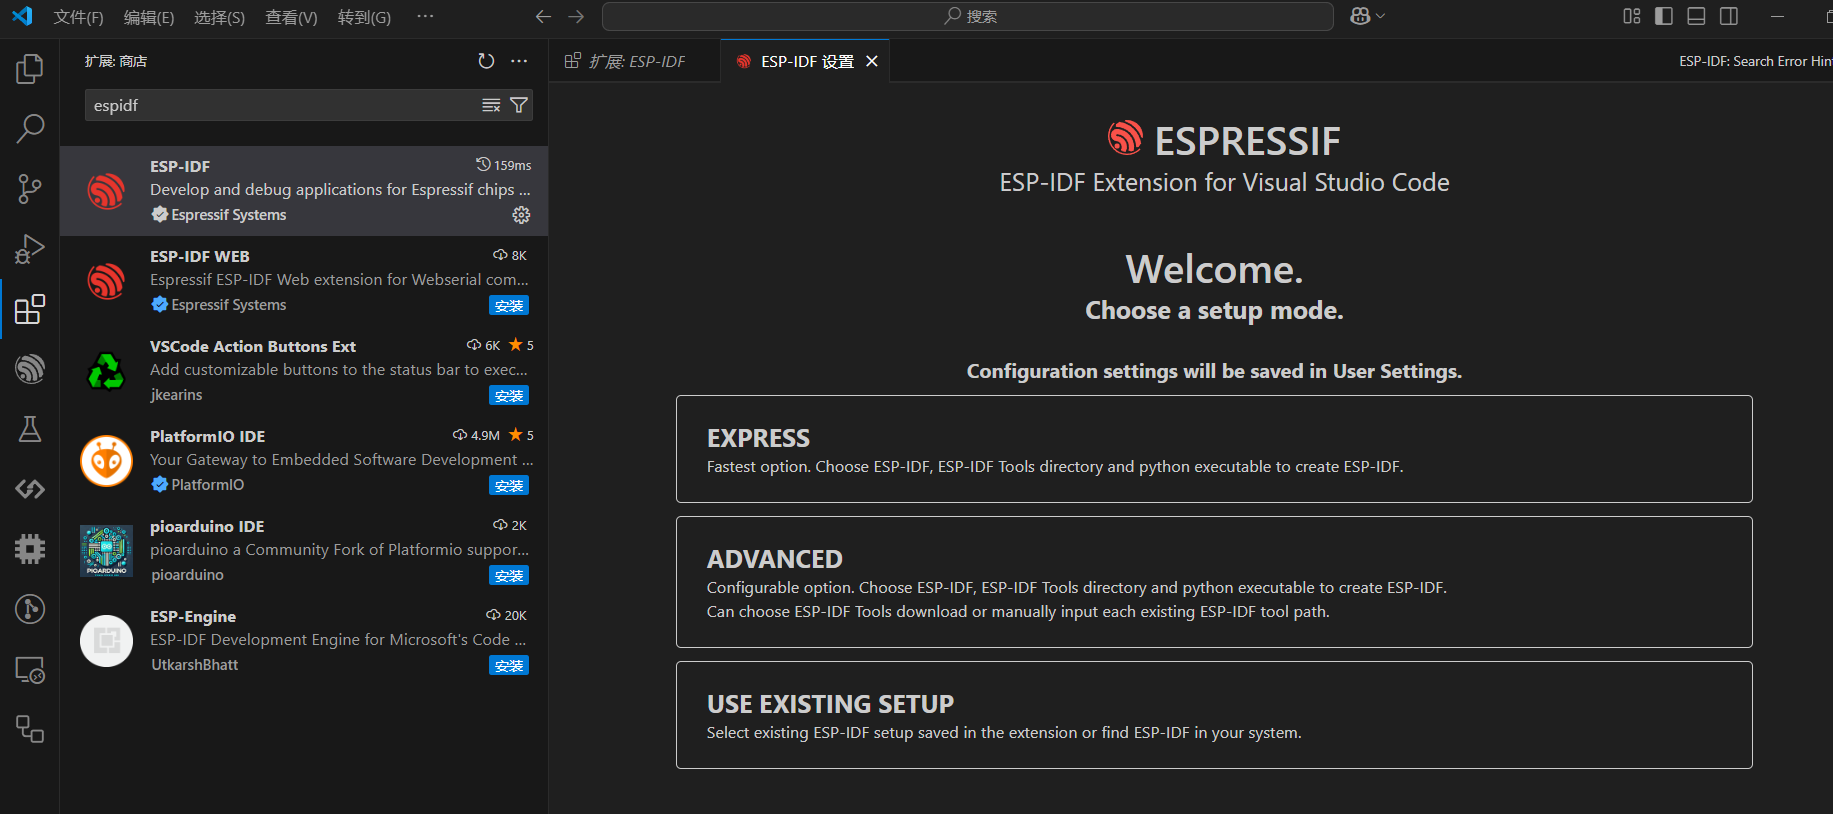 文件(F) 编辑(E) 选择(S) 查看(V) 转到(G) ··· 搜索
扩展: 商店
espidf
ESP-IDF 159ms
Develop and debug applications for Espressif chips ...
Espressif Systems
ESP-IDF WEB 8K
Espressif ESP-IDF Web extension for Webserial com...
Espressif Systems 安装
VSCode Action Buttons Ext 6K 5
Add customizable buttons to the status bar to exec...
jkearins 安装
PlatformIO IDE 4.9M 5
Your Gateway to Embedded Software Development ...
PlatformIO 安装
PIOARDUINO
pioarduino IDE 2K
pioarduino a Community Fork of Platformio suppor...
pioarduino 安装
ESP-Engine 20K
ESP-IDF Development Engine for Microsoft's Code ...
UtkarshBhatt 安装
扩展: ESP-IDF ESP-IDF 设置 ESP-IDF: Search Error Hin
ESPRESSIF
ESP-IDF Extension for Visual Studio Code
Welcome.
Choose a setup mode.
Configuration settings will be saved in User Settings.
EXPRESS
Fastest option. Choose ESP-IDF, ESP-IDF Tools directory and python executable to create ESP-IDF.
ADVANCED
Configurable option. Choose ESP-IDF, ESP-IDF Tools directory and python executable to create ESP-IDF.
Can choose ESP-IDF Tools download or manually input each existing ESP-IDF tool path.
USE EXISTING SETUP
Select existing ESP-IDF setup saved in the extension or find ESP-IDF in your system.